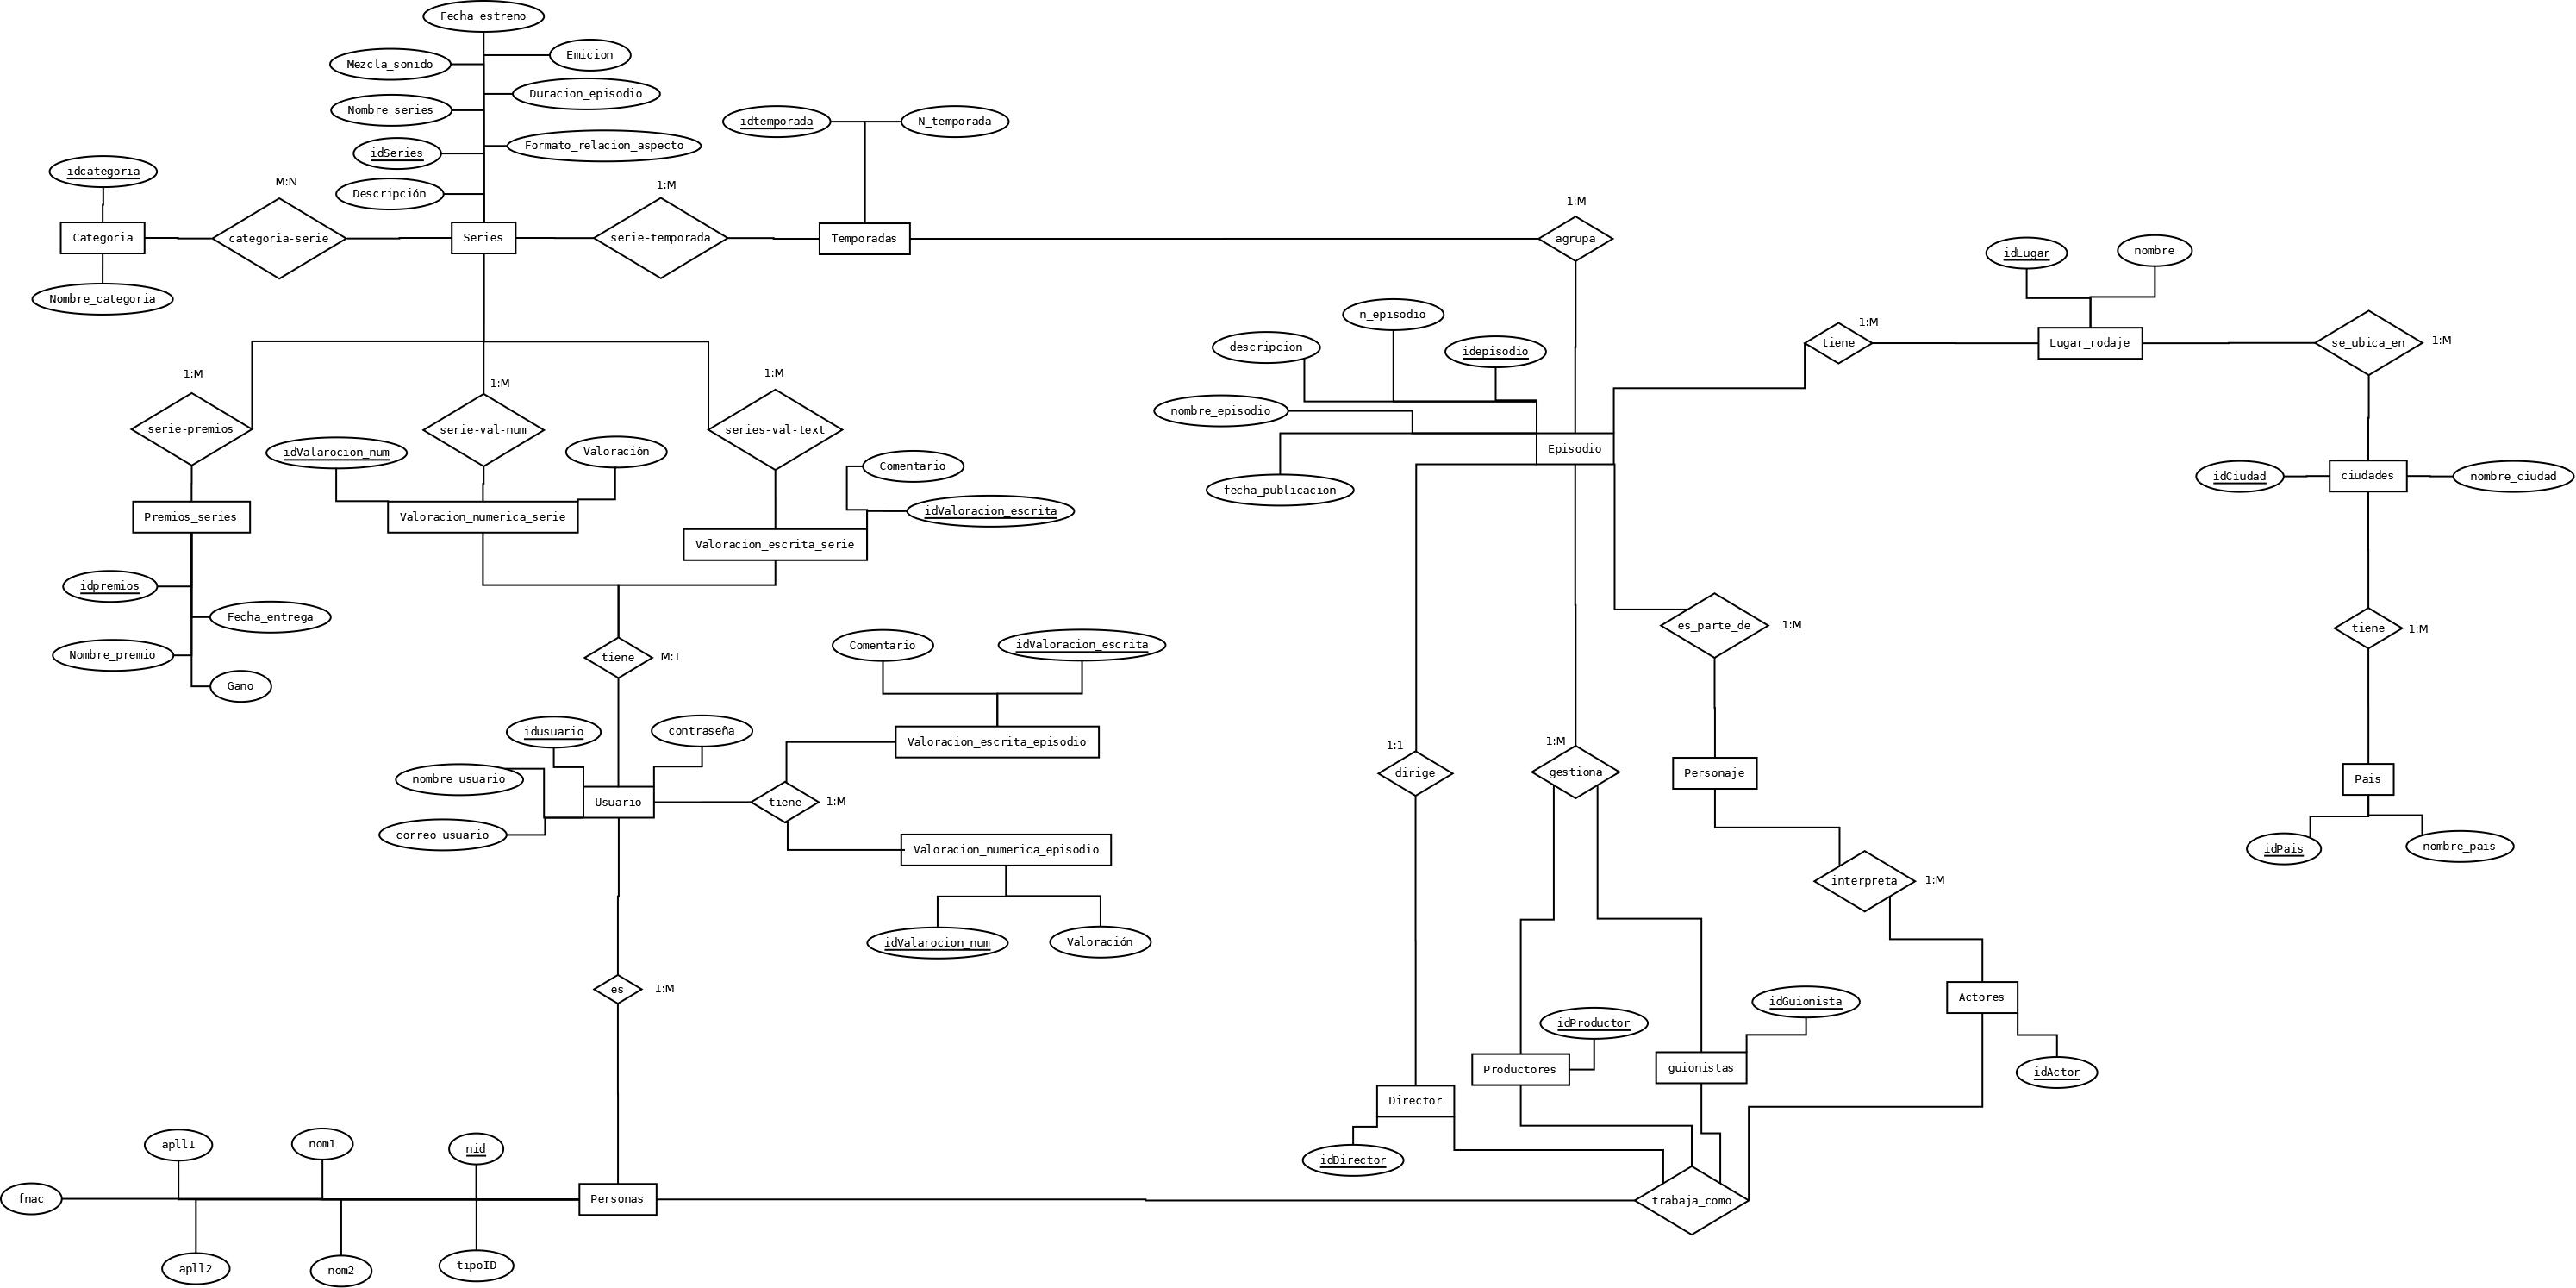 Fecha_estreno
Emicion
Mezcla_sonido
Duracion_episodio
Nombre_series
idtemporada
N_temporada
Formato_relacion_aspecto
idSeries
idcategoria
M:N
1:M
Descripción
1:M
Categoria
categoria-serie
Series
serie-temporada
Temporadas
agrupa
idLugar
nombre
Nombre_categoria
n_episodio
1:M
descripcion
idepisodio
tiene
Lugar_rodaje
se_ubica_en
1:M
1:M
1:M
1:M
nombre_episodio
serie-premios
serie-val-num
series-val-text
Episodio
idValarocion_num
Valoración
Comentario
fecha_publicacion
idCiudad
ciudades
nombre_ciudad
Premios_series
Valoracion_numerica_serie
idValoracion_escrita
Valoracion_escrita_serie
idpremios
Fecha_entrega
es_parte_de
1:M
tiene
1:M
Nombre_premio
tiene
M:1
Comentario
idValoracion_escrita
Gano
idusuario
contraseña
Valoracion_escrita_episodio
1:1
1:M
nombre_usuario
dirige
gestiona
Personaje
Pais
Usuario
tiene
1:M
correo_usuario
Valoracion_numerica_episodio
idPais
nombre_pais
interpreta
1:M
idValarocion_num
Valoración
es
1:M
idProductor
idGuionista
Actores
Productores
guionistas
idActor
Director
apll1
nom1
nid
idDirector
fnac
Personas
trabaja_como
apll2
nom2
tipoID